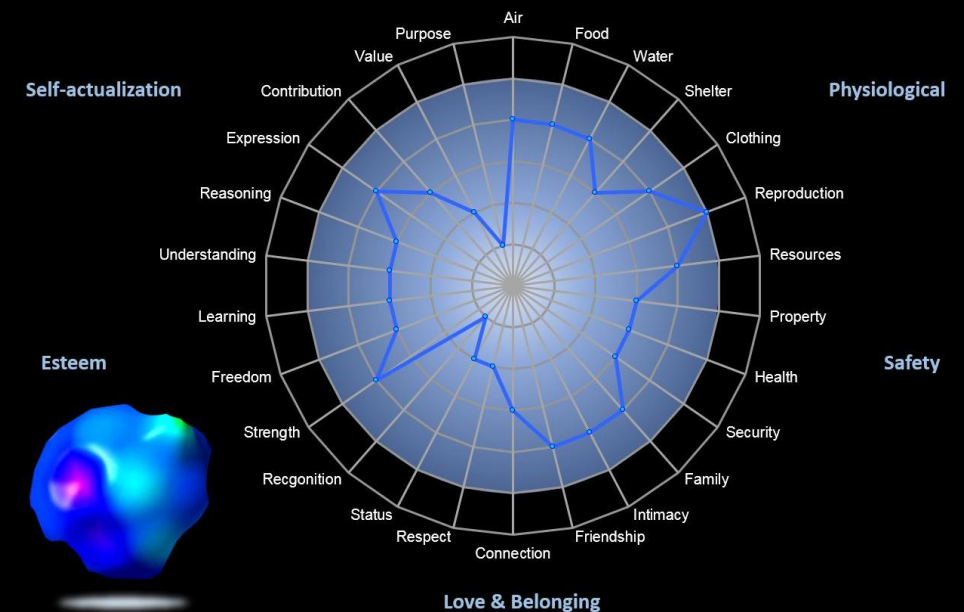 Air
Food
Water
Shelter
Clothing
Reproduction
Resources
Property
Health
Security
Family
Intimacy
Friendship
Connection
Respect
Status
Recgonition
Strength
Freedom
Learning
Understanding
Reasoning
Expression
Contribution
Value
Purpose
Self-actualization
Physiological
Esteem
Safety
Love & Belonging